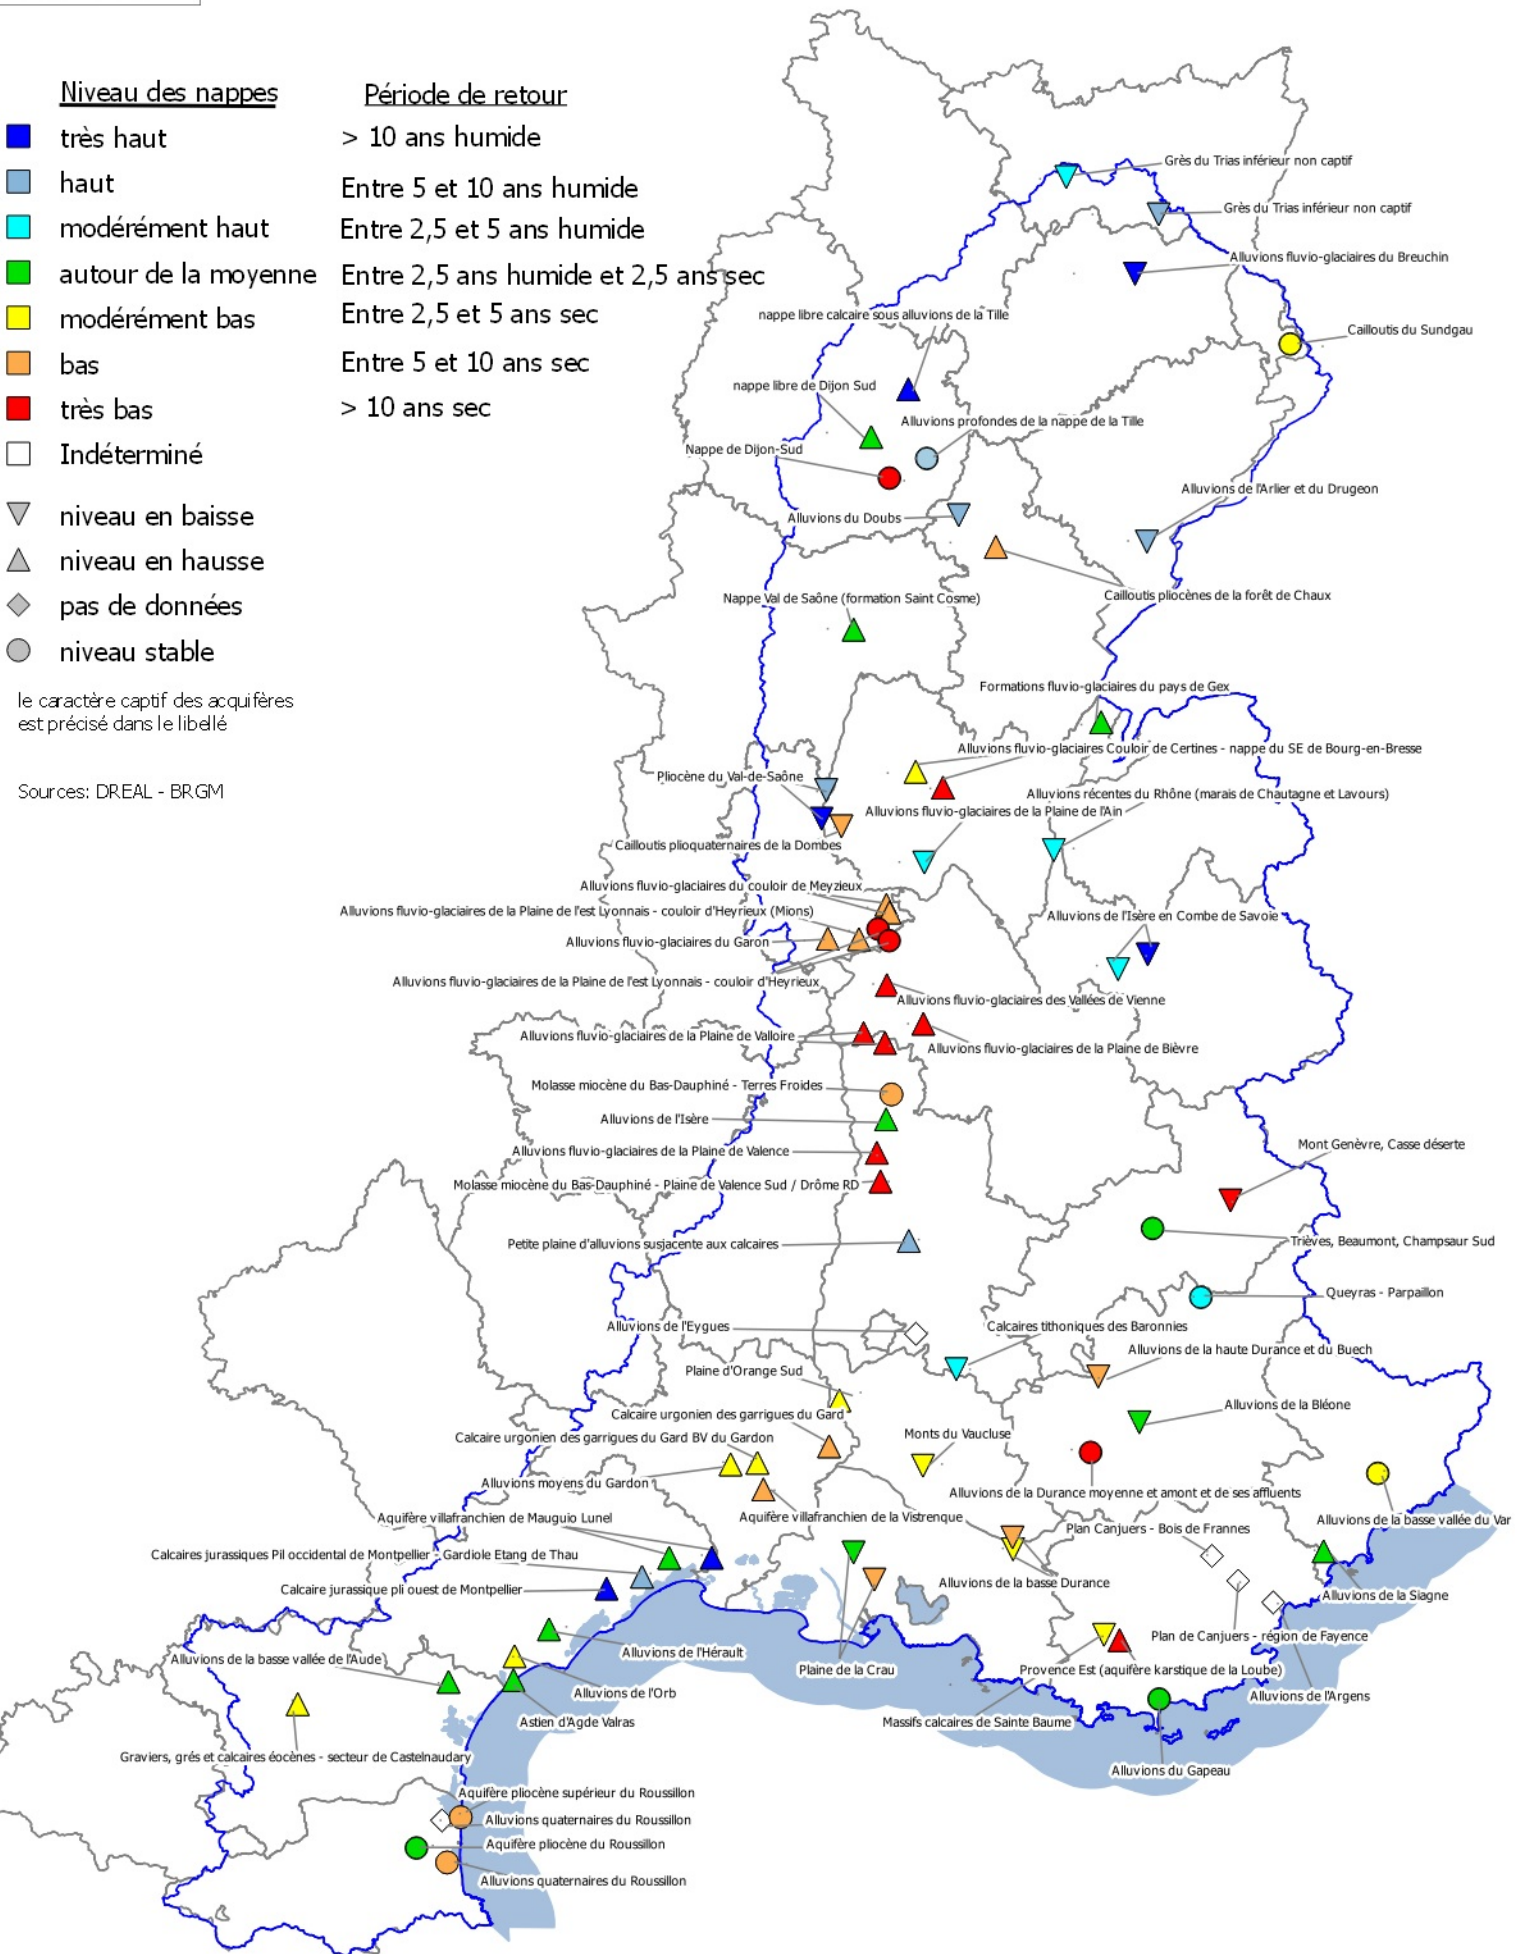 Niveau des nappes
Période de retour
très haut
> 10 ans humide
haut
Entre 5 et 10 ans humide
modérément haut
Entre 2,5 et 5 ans humide
autour de la moyenne
Entre 2,5 ans humide et 2,5 ans sec
modérément bas
Entre 2,5 et 5 ans sec
bas
Entre 5 et 10 ans sec
très bas
> 10 ans sec
Indéterminé
niveau en baisse
niveau en hausse
pas de données
niveau stable
le caractère captif des acquifères
est précisé dans le libellé
Sources: DREAL - BRGM
Grès du Trias inférieur non captif
Grès du Trias inférieur non captif
Alluvions fluvio-glaciaires du Breuchin
nappe libre calcaire sous alluvions de la Tille
Cailloutis du Sundgau
nappe libre de Dijon Sud
Alluvions profondes de la nappe de la Tille
Nappe de Dijon-Sud
Alluvions de l'Arlier et du Drugeon
Alluvions du Doubs
Cailloutis pliocènes de la forêt de Chaux
Nappe Val de Saône (formation Saint Cosme)
Formations fluvio-glaciaires du pays de Gex
Alluvions fluvio-glaciaires Couloir de Certines - nappe du SE de Bourg-en-Bresse
Pliocène du Val-de-Saône
Alluvions récentes du Rhône (marais de Chautagne et Lavours)
Alluvions fluvio-glaciaires de la Plaine de l'Ain
Cailloutis plioquaternaires de la Dombes
Alluvions fluvio-glaciaires du couloir de Meyzieux
Alluvions fluvio-glaciaires de la Plaine de l'est Lyonnais - couloir d'Heyrieux (Mions)
Alluvions de l'Isère en Combe de Savoie
Alluvions fluvio-glaciaires du Garon
Alluvions fluvio-glaciaires de la Plaine de l'est Lyonnais - couloir d'Heyrieux
Alluvions fluvio-glaciaires des Vallées de Vienne
Alluvions fluvio-glaciaires de la Plaine de Valloire
Alluvions fluvio-glaciaires de la Plaine de Bièvre
Molasse miocène du Bas-Dauphiné - Terres Froides
Alluvions de l'Isère
Mont Genèvre, Casse déserte
Alluvions fluvio-glaciaires de la Plaine de Valence
Molasse miocène du Bas-Dauphiné - Plaine de Valence Sud / Drôme RD
Petite plaine d'alluvions susjacente aux calcaires
Trièves, Beaumont, Champsaur Sud
Queyras - Parpaillon
Alluvions de l'Eygues
Calcaires tithoniques des Baronnies
Alluvions de la haute Durance et du Buech
Plaine d'Orange Sud
Alluvions de la Bléone
Calcaire urgonien des garrigues du Gard
Calcaire urgonien des garrigues du Gard BV du Gardon
Monts du Vaucluse
Alluvions moyens du Gardon
Alluvions de la Durance moyenne et amont et de ses affluents
Aquifère villafranchien de Mauguio Lunel
Aquifère villafranchien de la Vistrenque
Alluvions de la basse vallée du Var
Plan Canjuers - Bois de Frannes
Calcaires jurassiques Pil occidental de Montpellier - Gardiole Etang de Thau
Alluvions de la basse Durance
Calcaire jurassique pli ouest de Montpellier
Alluvions de la Siagne
Plan de Canjuers - région de Fayence
Alluvions de l'Hérault
Alluvions de la basse vallée de l'Aude
Plaine de la Crau
Provence Est (aquifère karstique de la Loube)
Alluvions de l'Orb
Alluvions de l'Argens
Astien d'Agde Valras
Massifs calcaires de Sainte Baume
Graviers, grés et calcaires éocènes - secteur de Castelnaudary
Alluvions du Gapeau
Aquifère pliocène supérieur du Roussillon
Alluvions quaternaires du Roussillon
Aquifère pliocène du Roussillon
Alluvions quaternaires du Roussillon